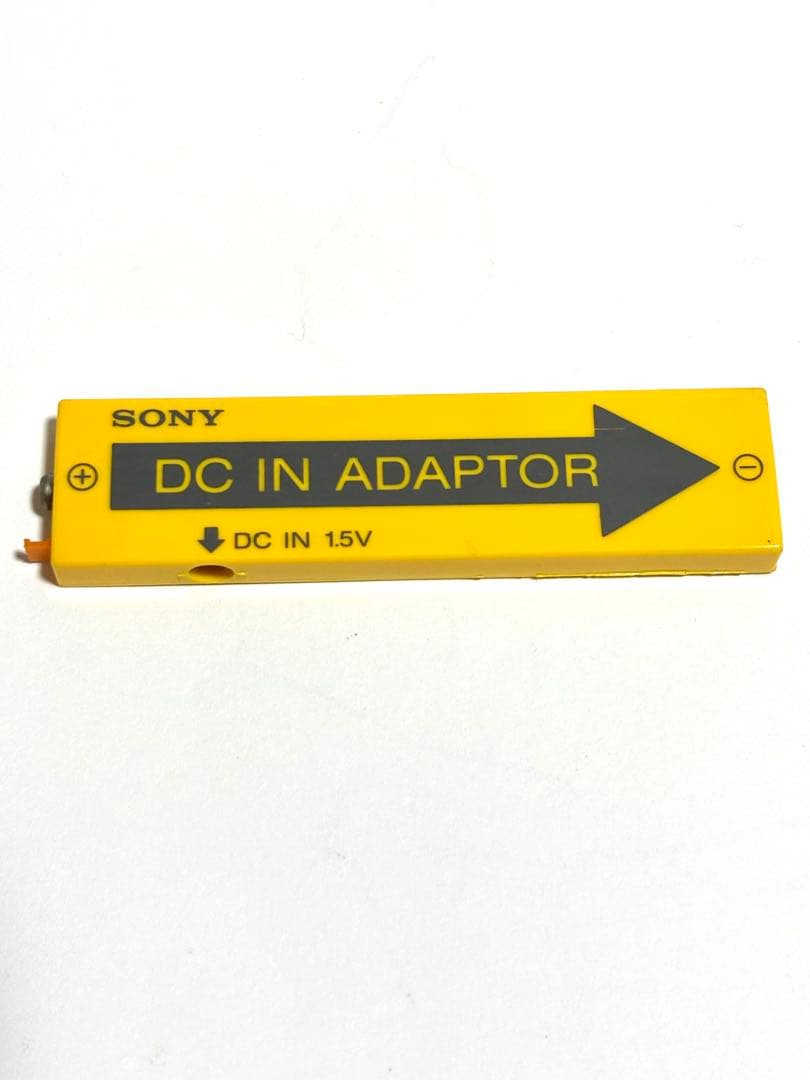 SONY
⊕ DC IN ADAPTOR ⊖
DC IN 1.5V